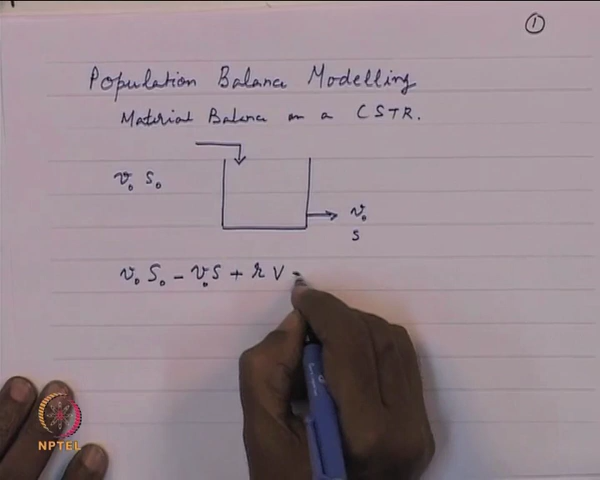 ①
Population Balance Modelling
Material Balance on a CSTR.
v₀ S₀
v₀
S
v₀ S₀ - v₀ S + r V =
NPTEL